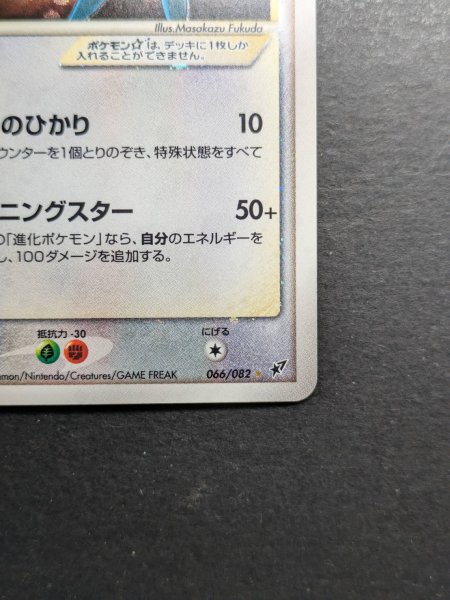 Illus.Masakazu Fukuda
ポケモン☆は、デッキに1枚しか
入れることができません。
のひかり 10
ウンターを1個とりのぞき、特殊状態をすべて
ニングスター 50+
の「進化ポケモン」なら、自分のエネルギーを
し、100ダメージを追加する。
抵抗力 -30 にげる
mon/Nintendo/Creatures/GAME FREAK 066/082 ★